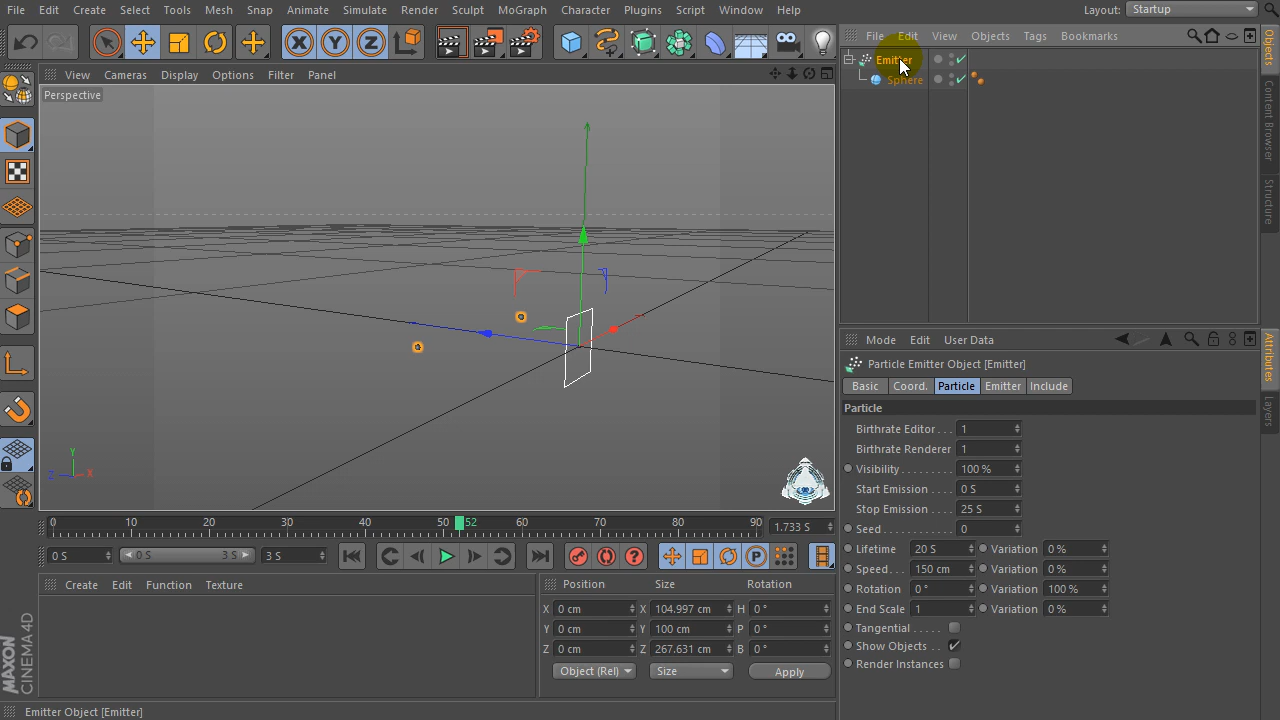 File Edit Create Select Tools Mesh Snap Animate Simulate Render Sculpt MoGraph Character Plugins Script Window Help
Layout: Startup
File Edit View Objects Tags Bookmarks
View Cameras Display Options Filter Panel
Perspective
Emitter
Sphere
Objects
Content Browser
Structure
Y
Z X
Mode Edit User Data
Particle Emitter Object [Emitter]
Basic Coord. Particle Emitter Include
Particle
Birthrate Editor . . . 1
Birthrate Renderer 1
Visibility. . . . . . . . . 100 %
Start Emission . . . . 0 S
Stop Emission . . . . 25 S
Seed. . . . . . . . . . . . 0
Lifetime 20 S Variation 0 %
Speed. . . 150 cm Variation 0 %
Rotation 0 ° Variation 100 %
End Scale 1 Variation 0 %
Tangential . . . . .
Show Objects . .
Render Instances
Attributes
Layers
0 10 20 30 40 50 52 60 70 80 90 1.733 S
0 S 0 S 3 S 3 S
Create Edit Function Texture
Position Size Rotation
X 0 cm X 104.997 cm H 0 °
Y 0 cm Y 100 cm P 0 °
Z 0 cm Z 267.631 cm B 0 °
Object (Rel) Size Apply
MAXON
CINEMA 4D
Emitter Object [Emitter]